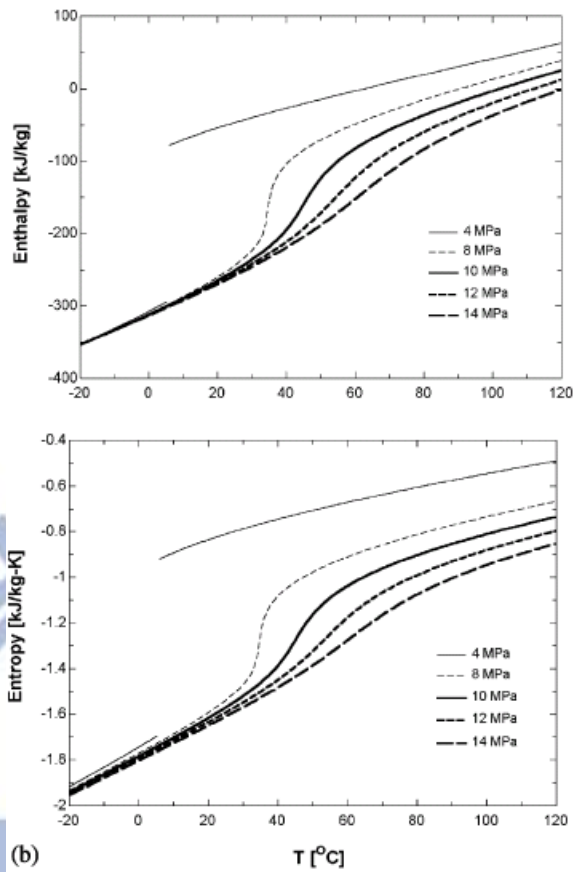 100
0
-100
-200
-300
-400
Enthalpy [kJ/kg]
4 MPa
8 MPa
10 MPa
12 MPa
14 MPa
-20 0 20 40 60 80 100 120
-0.4
-0.6
-0.8
-1
-1.2
-1.4
-1.6
-1.8
-2
Entropy [kJ/kg-K]
4 MPa
8 MPa
10 MPa
12 MPa
14 MPa
-20 0 20 40 60 80 100 120
(b) T [°C]